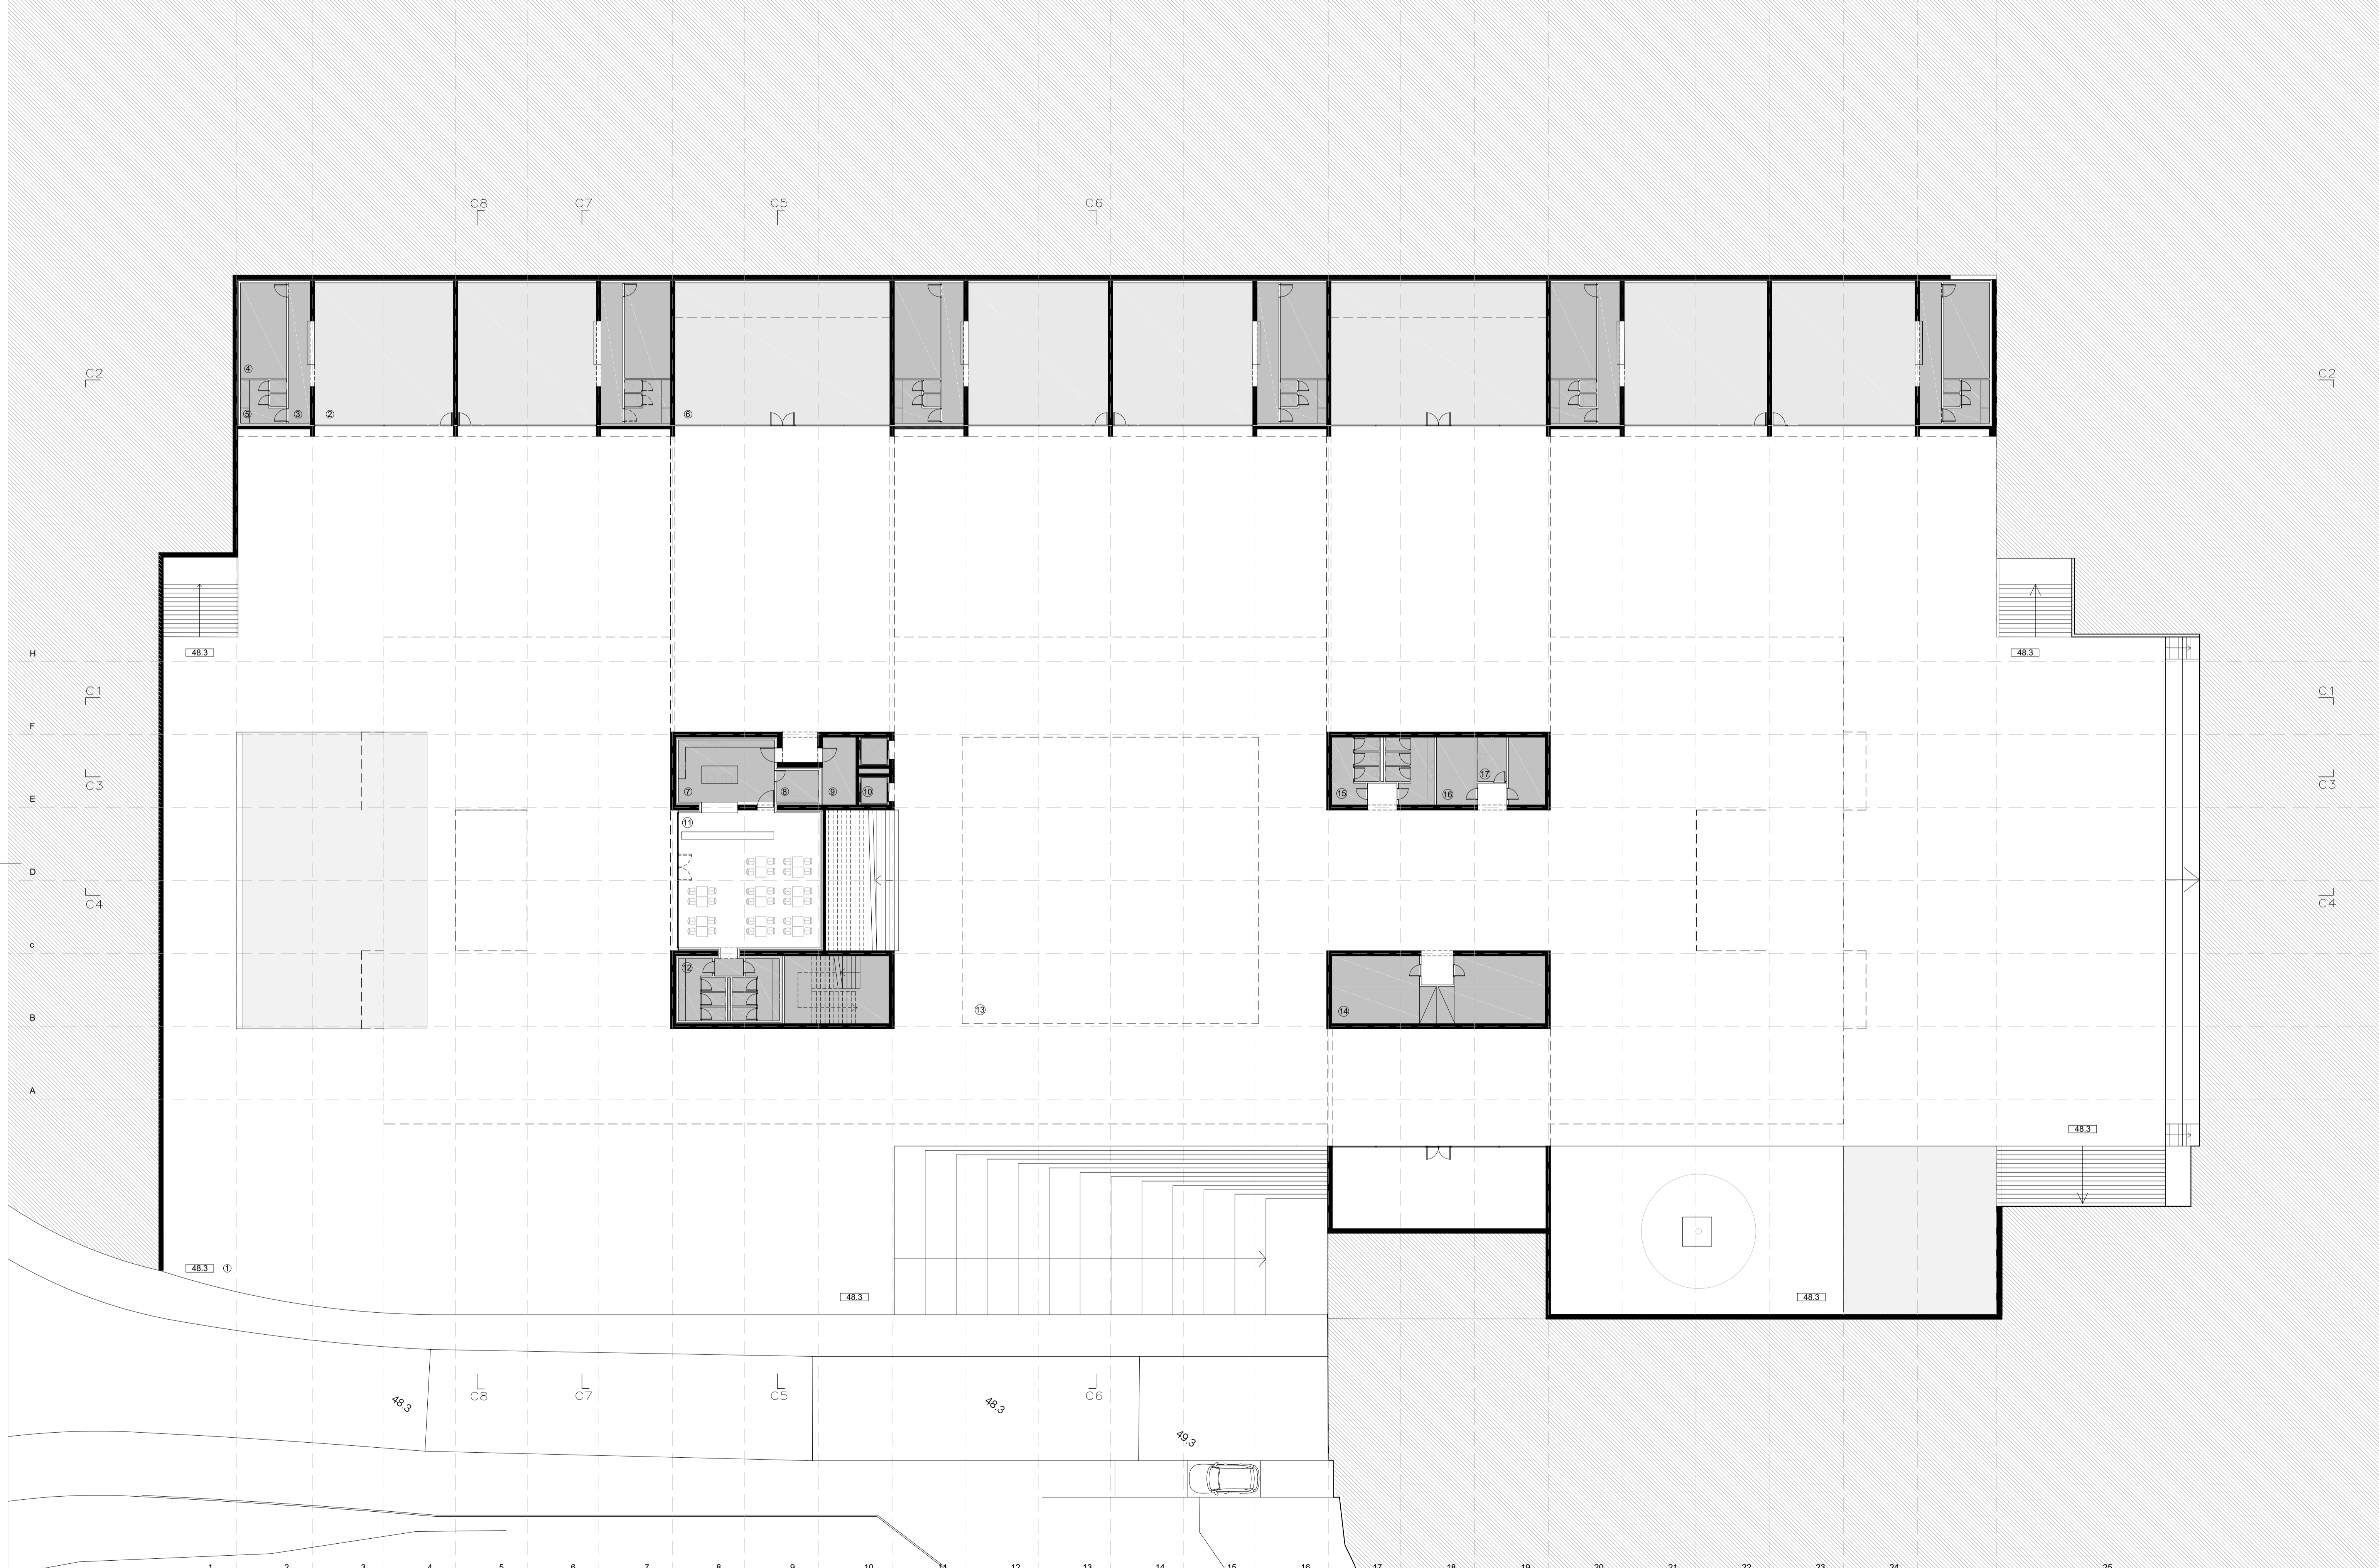 C8 C7 C5 C6
C2 C2
4
5 3 2 6
H 48.3 48.3
C1 C1
F
C3 7 8 9 10 15 16 17 C3
E
11
D
C4 C4
c
12
13 14
B
A
48.3
48.3 1
48.3 48.3
C8 C7 C5 C6
48.3 48.3
49.3
1 2 3 4 5 6 7 8 9 10 11 12 13 14 15 16 17 18 19 20 21 22 23 24 25